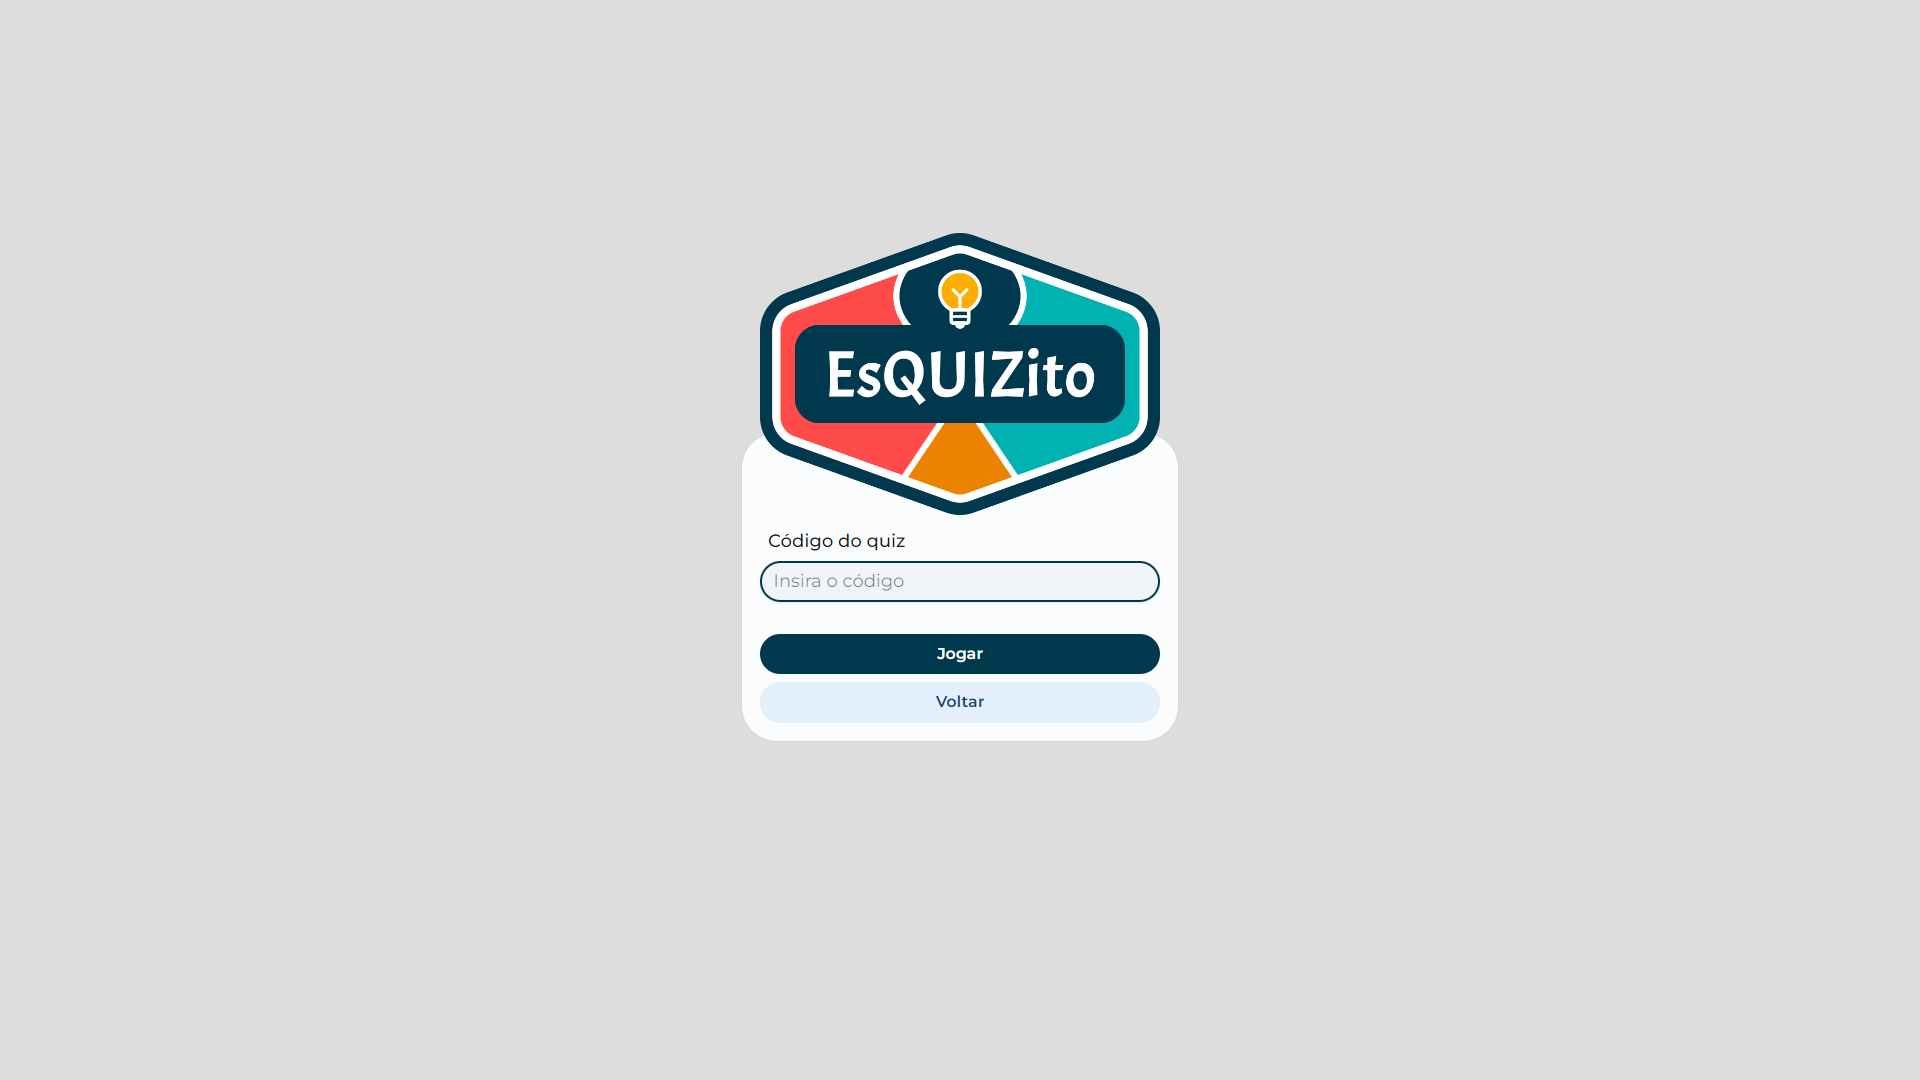 EsQUIZito
Código do quiz
Insira o código
Jogar
Voltar